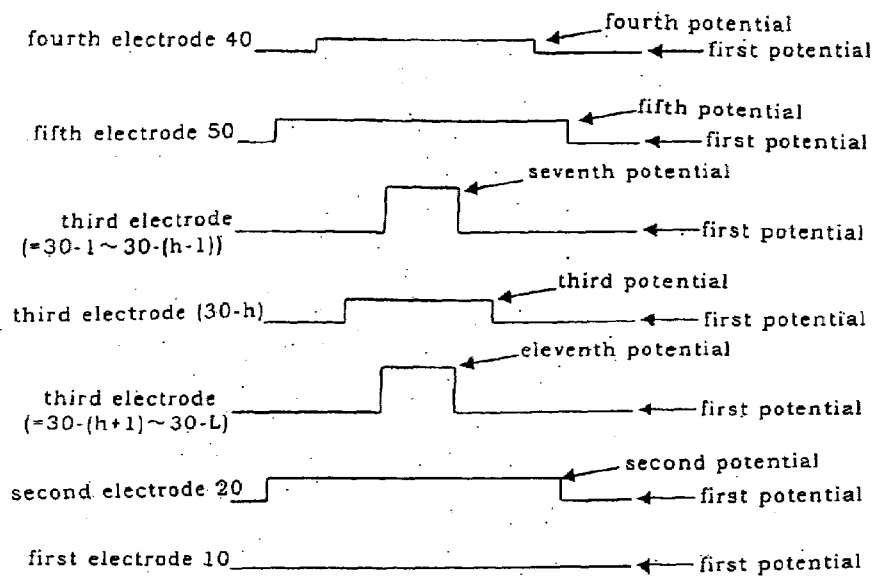 fourth potential
fourth electrode 40
first potential
fifth potential
fifth electrode 50
first potential
seventh potential
third electrode
first potential
(=30-1~30-(h-1))
third potential
third electrode (30-h)
first potential
eleventh potential
third electrode
first potential
(=30-(h+1)~30-L)
second potential
second electrode 20
first potential
first electrode 10
first potential